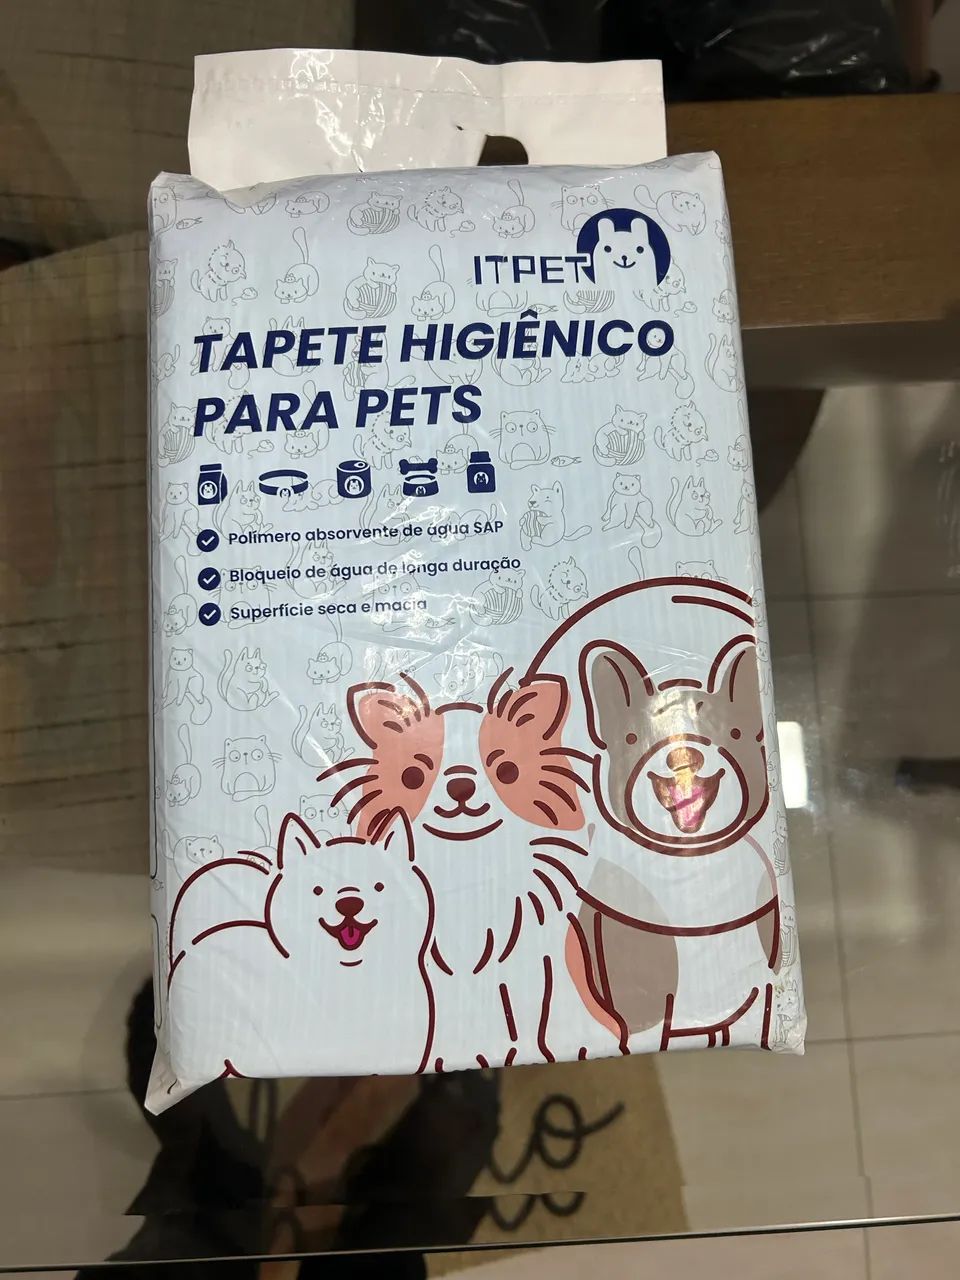 ITPET
TAPETE HIGIÊNICO
PARA PETS
Polímero absorvente de água SAP
Bloqueio de água de longa duração
Superfície seca e macia